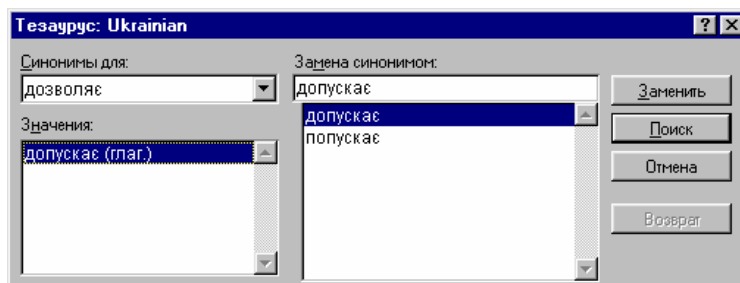 Тезаурус: Ukrainian
Синонимы для:
дозволяє
Значения:
допускає (глаг.)
Замена синонимом:
допускає
допускає
попускає
Заменить
Поиск
Отмена
Возврат